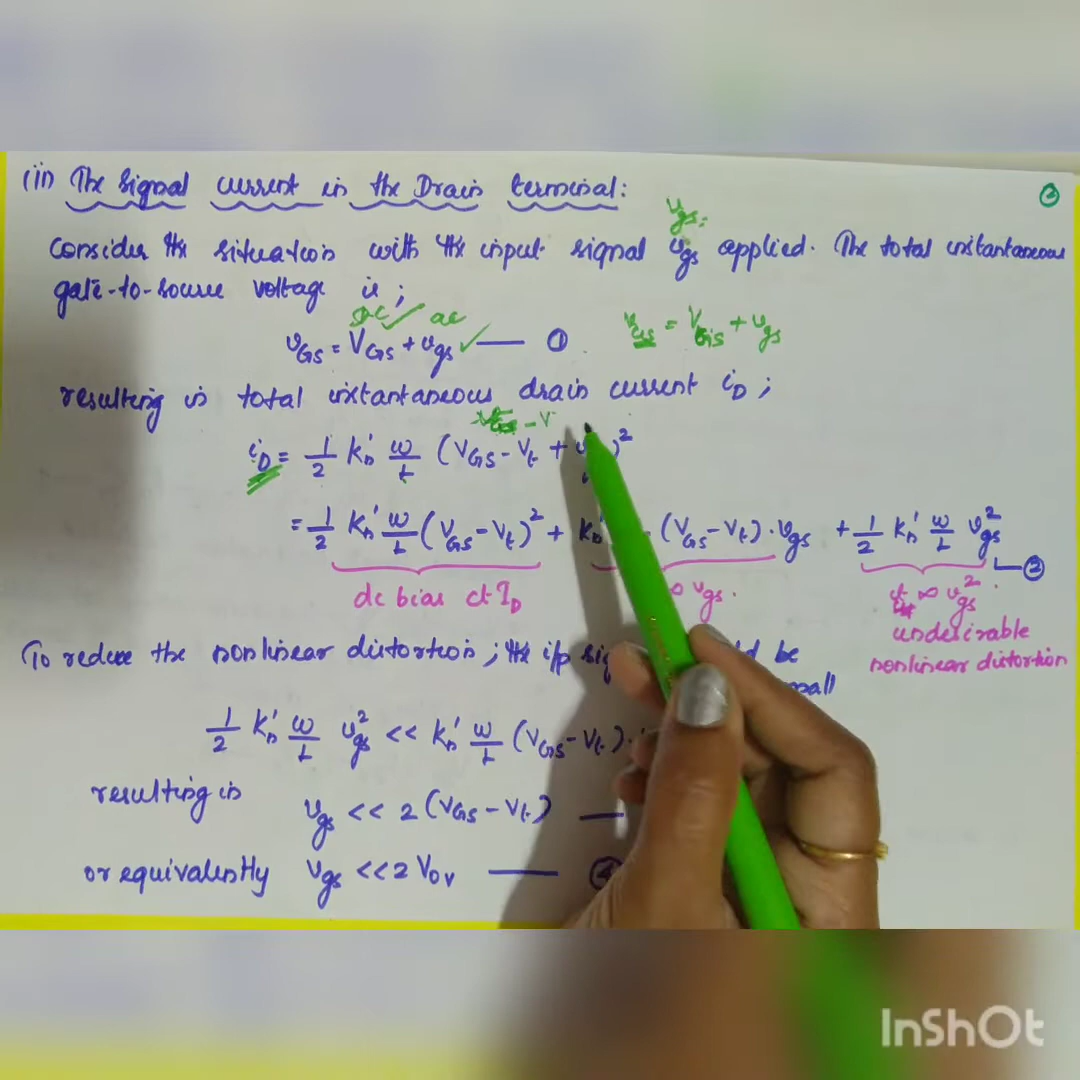 (ii) The signal current in the Drain terminal: ②
vgs:
Consider the situation with the input signal vgs applied. The total instantaneous
gate-to-source voltage is;
DC ✓ ac
vGS = VGS + vgs ✓ —— ① vGS = VGS + vgs
resulting in total instantaneous drain current iD;
iD = 1/2 kn' W/L (VGS - Vt + )²
= 1/2 kn' W/L (VGS - Vt)² + kn' (VGS - Vt) · vgs + 1/2 kn' W/L vgs² —②
dc bias ct ID ∝ vgs. ∝ vgs²
undesirable
nonlinear distortion
To reduce the nonlinear distortion; the i/p be
small
1/2 kn' W/L vgs² << kn' W/L (VGS - Vt).
resulting in
vgs << 2 (VGS - Vt) ——
or equivalently vgs << 2 VOV —— ④
InShOt